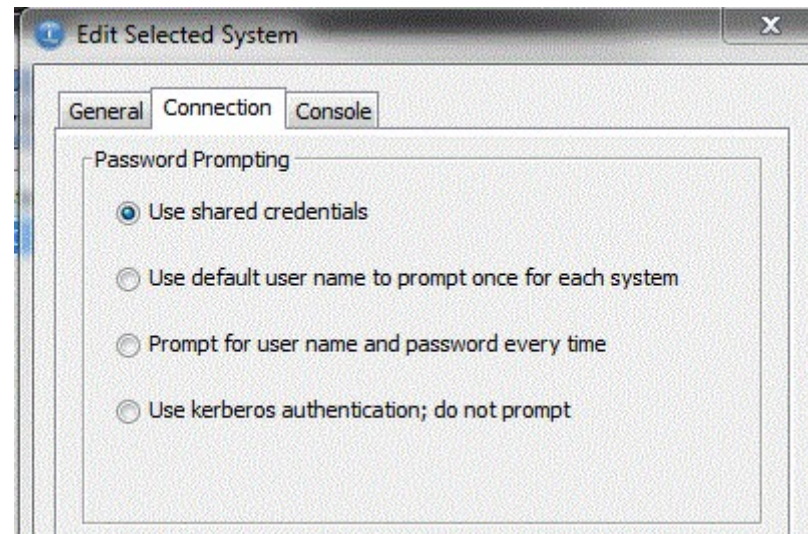 Edit Selected System
General Connection Console
Password Prompting
Use shared credentials
Use default user name to prompt once for each system
Prompt for user name and password every time
Use kerberos authentication; do not prompt